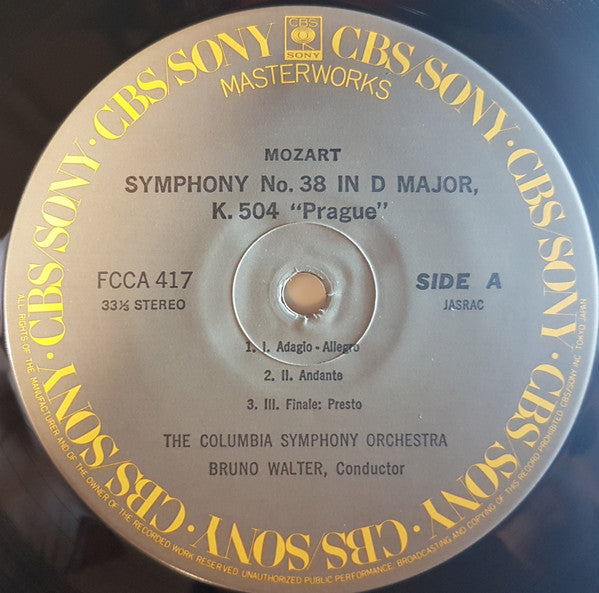 CBS
SONY
CBS/SONY · CBS/SONY · CBS/SONY · CBS/SONY · CBS/SONY · CBS/SONY · CBS/SONY · CBS/SONY
MASTERWORKS
MOZART
SYMPHONY No. 38 IN D MAJOR,
K. 504 "Prague"
FCCA 417
33⅓ STEREO
SIDE A
JASRAC
1. I. Adagio - Allegro
2. II. Andante
3. III. Finale: Presto
THE COLUMBIA SYMPHONY ORCHESTRA
BRUNO WALTER, Conductor
ALL RIGHTS OF THE MANUFACTURER AND OF THE OWNER OF THE RECORDED WORK RESERVED. UNAUTHORIZED PUBLIC PERFORMANCE, BROADCASTING AND COPYING OF THIS RECORD PROHIBITED. CBS/SONY INC. TOKYO JAPAN